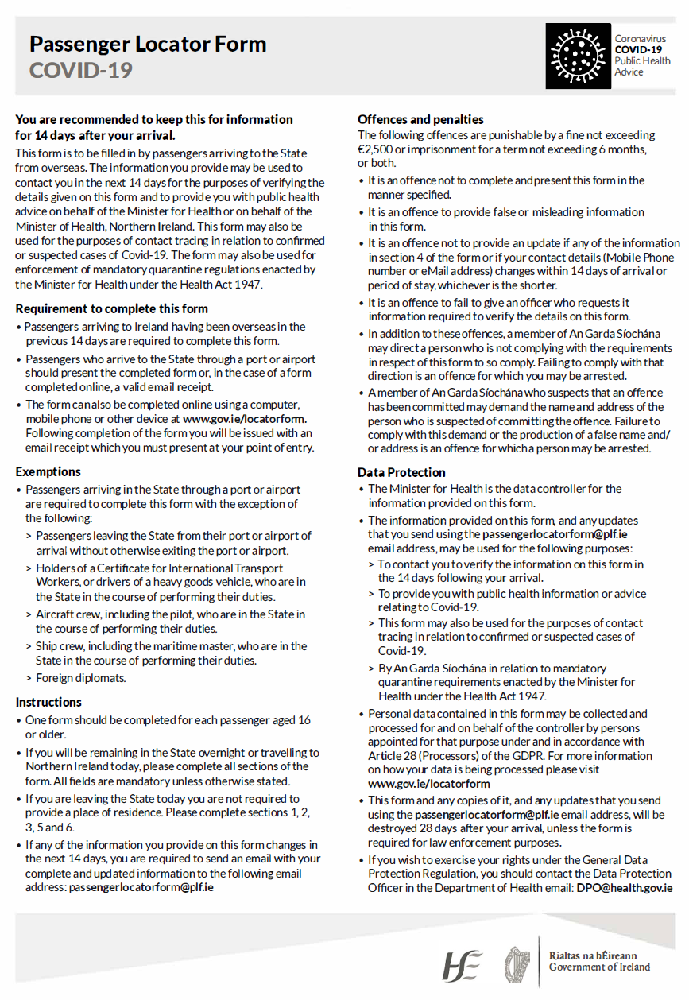 Passenger Locator Form
COVID-19
Coronavirus
COVID-19
Public Health
Advice
You are recommended to keep this for information
for 14 days after your arrival.
This form is to be filled in by passengers arriving to the State
from overseas. The information you provide may be used to
contact you in the next 14 days for the purposes of verifying the
details given on this form and to provide you with public health
advice on behalf of the Minister for Health or on behalf of the
Minister of Health, Northern Ireland. This form may also be
used for the purposes of contact tracing in relation to confirmed
or suspected cases of Covid-19. The form may also be used for
enforcement of mandatory quarantine regulations enacted by
the Minister for Health under the Health Act 1947.
Requirement to complete this form
• Passengers arriving to Ireland having been overseas in the
previous 14 days are required to complete this form.
• Passengers who arrive to the State through a port or airport
should present the completed form or, in the case of a form
completed online, a valid email receipt.
• The form can also be completed online using a computer,
mobile phone or other device at www.gov.ie/locatorform.
Following completion of the form you will be issued with an
email receipt which you must present at your point of entry.
Exemptions
• Passengers arriving in the State through a port or airport
are required to complete this form with the exception of
the following:
> Passengers leaving the State from their port or airport of
arrival without otherwise exiting the port or airport.
> Holders of a Certificate for International Transport
Workers, or drivers of a heavy goods vehicle, who are in
the State in the course of performing their duties.
> Aircraft crew, including the pilot, who are in the State in
the course of performing their duties.
> Ship crew, including the maritime master, who are in the
State in the course of performing their duties.
> Foreign diplomats.
Instructions
• One form should be completed for each passenger aged 16
or older.
• If you will be remaining in the State overnight or travelling to
Northern Ireland today, please complete all sections of the
form. All fields are mandatory unless otherwise stated.
• If you are leaving the State today you are not required to
provide a place of residence. Please complete sections 1, 2,
3, 5 and 6.
• If any of the information you provide on this form changes in
the next 14 days, you are required to send an email with your
complete and updated information to the following email
address: passengerlocatorform@plf.ie
Offences and penalties
The following offences are punishable by a fine not exceeding
€2,500 or imprisonment for a term not exceeding 6 months,
or both.
• It is an offence not to complete and present this form in the
manner specified.
• It is an offence to provide false or misleading information
in this form.
• It is an offence not to provide an update if any of the information
in section 4 of the form or if your contact details (Mobile Phone
number or eMail address) changes within 14 days of arrival or
period of stay, whichever is the shorter.
• It is an offence to fail to give an officer who requests it
information required to verify the details on this form.
• In addition to these offences, a member of An Garda Síochána
may direct a person who is not complying with the requirements
in respect of this form to so comply. Failing to comply with that
direction is an offence for which you may be arrested.
• A member of An Garda Síochána who suspects that an offence
has been committed may demand the name and address of the
person who is suspected of committing the offence. Failure to
comply with this demand or the production of a false name and/
or address is an offence for which a person may be arrested.
Data Protection
• The Minister for Health is the data controller for the
information provided on this form.
• The information provided on this form, and any updates
that you send using the passengerlocatorform@plf.ie
email address, may be used for the following purposes:
> To contact you to verify the information on this form in
the 14 days following your arrival.
> To provide you with public health information or advice
relating to Covid-19.
> This form may also be used for the purposes of contact
tracing in relation to confirmed or suspected cases of
Covid-19.
> By An Garda Síochána in relation to mandatory
quarantine requirements enacted by the Minister for
Health under the Health Act 1947.
• Personal data contained in this form may be collected and
processed for and on behalf of the controller by persons
appointed for that purpose under and in accordance with
Article 28 (Processors) of the GDPR. For more information
on how your data is being processed please visit
www.gov.ie/locatorform
• This form and any copies of it, and any updates that you send
using the passengerlocatorform@plf.ie email address, will be
destroyed 28 days after your arrival, unless the form is
required for law enforcement purposes.
• If you wish to exercise your rights under the General Data
Protection Regulation, you should contact the Data Protection
Officer in the Department of Health email: DPO@health.gov.ie
HSE
Rialtas na hÉireann
Government of Ireland